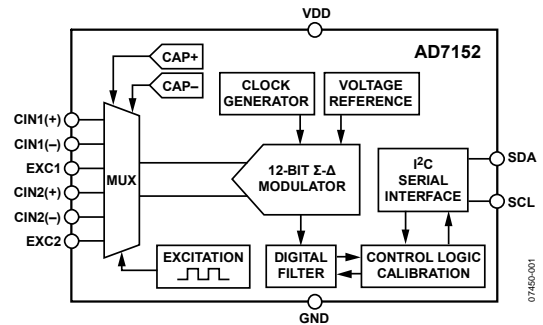 VDD
AD7152
CAP+
CAP–
CLOCK
GENERATOR
VOLTAGE
REFERENCE
CIN1(+)
CIN1(–)
EXC1
CIN2(+)
CIN2(–)
EXC2
MUX
12-BIT Σ-Δ
MODULATOR
I²C
SERIAL
INTERFACE
SDA
SCL
EXCITATION
DIGITAL
FILTER
CONTROL LOGIC
CALIBRATION
GND
07450-001